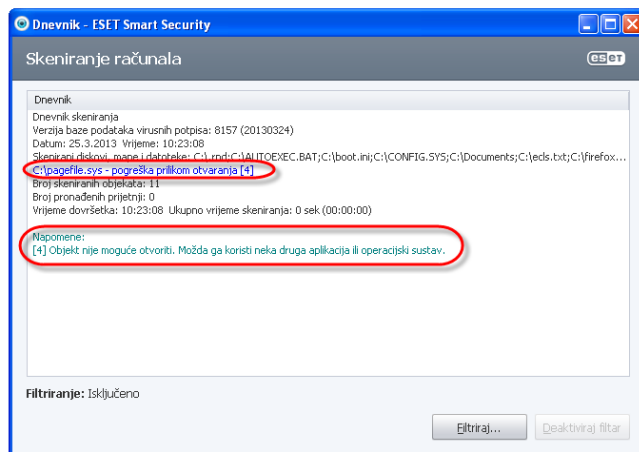 Dnevnik - ESET Smart Security
Skeniranje računala
eset
Dnevnik
Dnevnik skeniranja
Verzija baze podataka virusnih potpisa: 8157 (20130324)
Datum: 25.3.2013 Vrijeme: 10:23:08
Skenirani diskovi, mape i datoteke: C:\.rnd;C:\AUTOEXEC.BAT;C:\boot.ini;C:\CONFIG.SYS;C:\Documents;C:\ecls.txt;C:\firefox...
C:\pagefile.sys - pogreška prilikom otvaranja [4]
Broj skeniranih objekata: 11
Broj pronađenih prijetnji: 0
Vrijeme dovršetka: 10:23:08 Ukupno vrijeme skeniranja: 0 sek (00:00:00)
Napomene:
[4] Objekt nije moguće otvoriti. Možda ga koristi neka druga aplikacija ili operacijski sustav.
Filtriranje: Isključeno
Filtriraj...
Deaktiviraj filtar